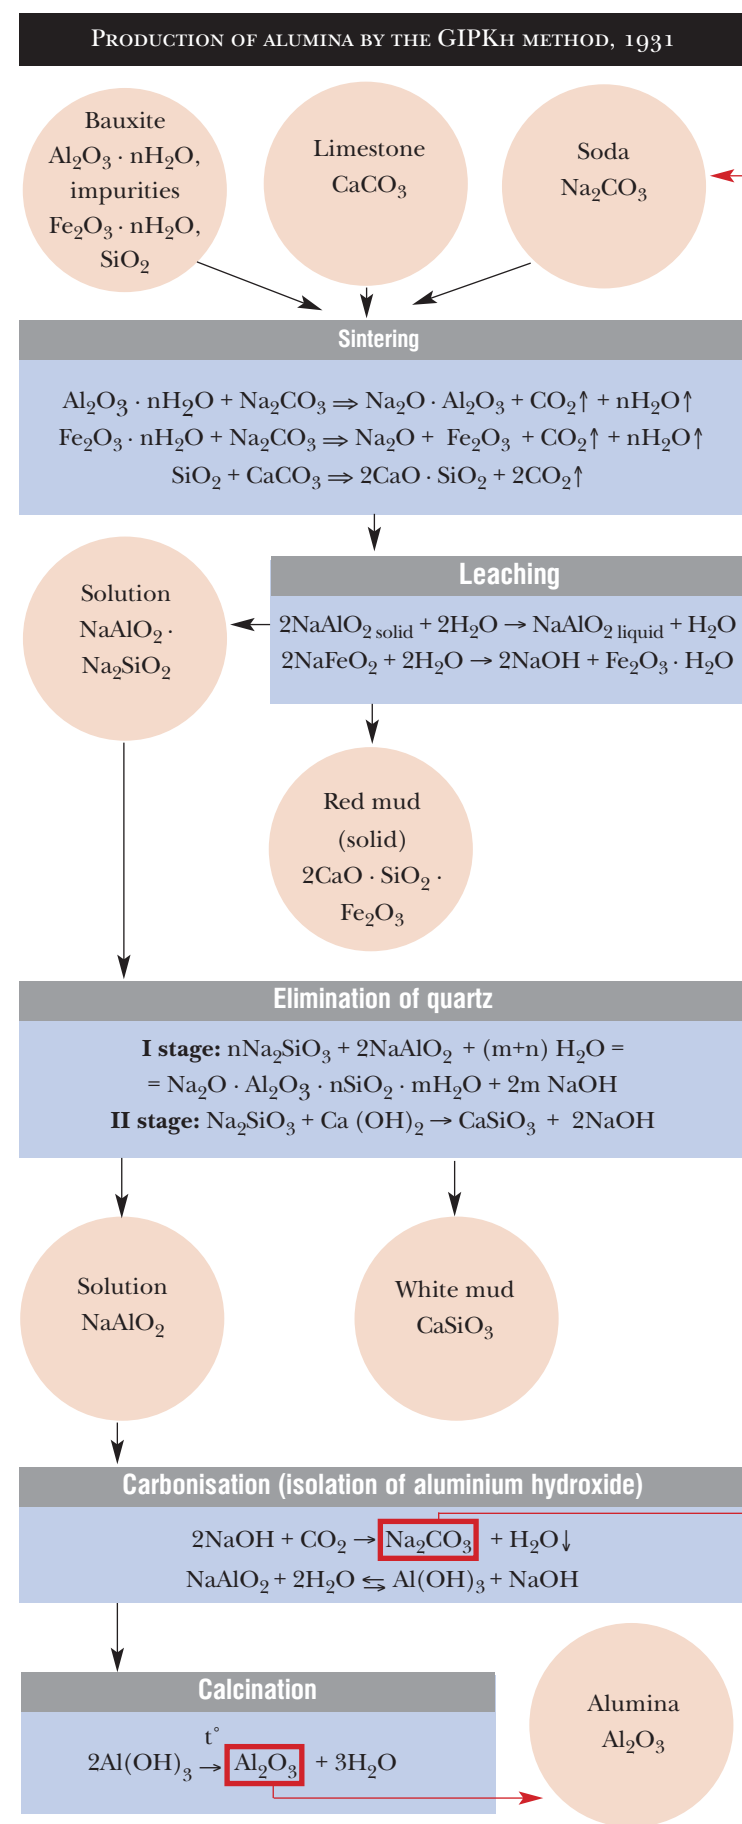 Production of alumina by the GIPKh method, 1931
Bauxite
Al₂O₃ · nH₂O,
impurities
Fe₂O₃ · nH₂O,
SiO₂
Limestone
CaCO₃
Soda
Na₂CO₃
Sintering
Al₂O₃ · nH₂O + Na₂CO₃ ⇒ Na₂O · Al₂O₃ + CO₂↑ + nH₂O↑
Fe₂O₃ · nH₂O + Na₂CO₃ ⇒ Na₂O + Fe₂O₃ + CO₂↑ + nH₂O↑
SiO₂ + CaCO₃ ⇒ 2CaO · SiO₂ + 2CO₂↑
Leaching
2NaAlO₂ solid + 2H₂O → NaAlO₂ liquid + H₂O
2NaFeO₂ + 2H₂O → 2NaOH + Fe₂O₃ · H₂O
Solution
NaAlO₂ ·
Na₂SiO₂
Red mud
(solid)
2CaO · SiO₂ ·
Fe₂O₃
Elimination of quartz
I stage: nNa₂SiO₃ + 2NaAlO₂ + (m+n) H₂O =
= Na₂O · Al₂O₃ · nSiO₂ · mH₂O + 2m NaOH
II stage: Na₂SiO₃ + Ca (OH)₂ → CaSiO₃ + 2NaOH
Solution
NaAlO₂
White mud
CaSiO₃
Carbonisation (isolation of aluminium hydroxide)
2NaOH + CO₂ → Na₂CO₃ + H₂O↓
NaAlO₂ + 2H₂O ⇆ Al(OH)₃ + NaOH
Calcination
t°
2Al(OH)₃ → Al₂O₃ + 3H₂O
Alumina
Al₂O₃